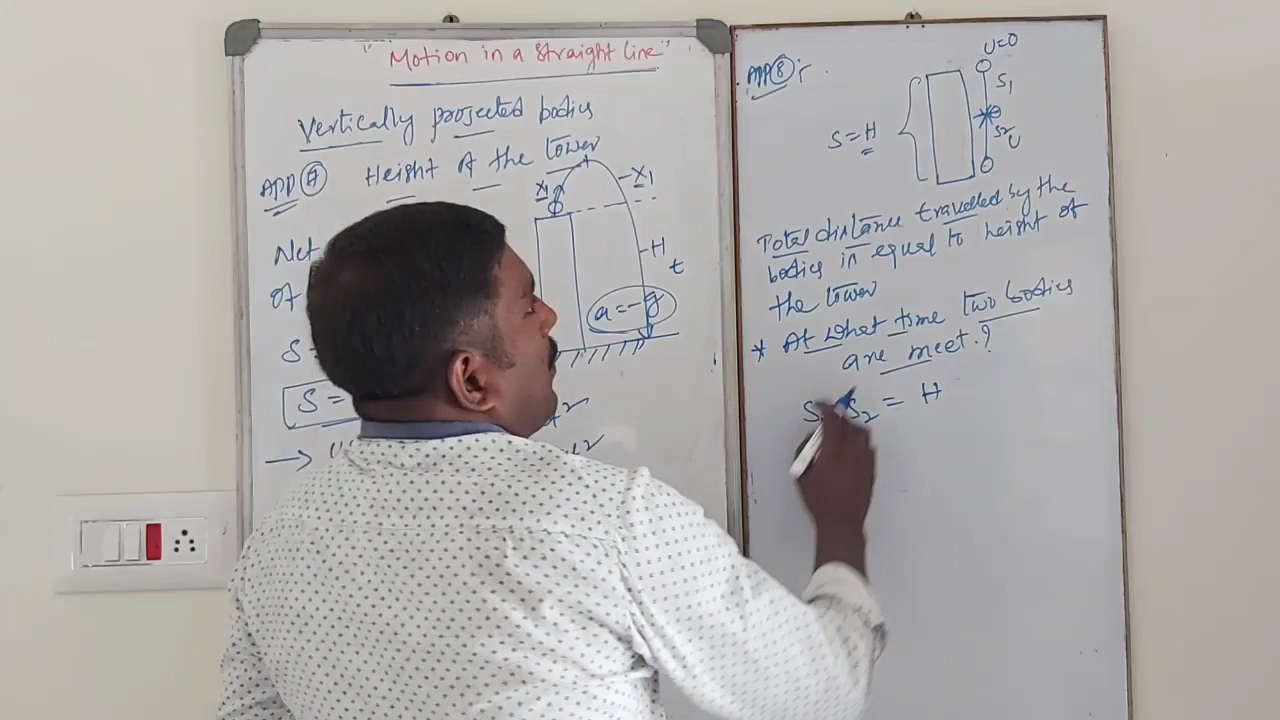 "Motion in a Straight line"
Vertically projected bodies
APP 7 Height of the tower
X1 X1
Net
H
t
of
a = -g
S =
S =
APP 8 :-
U=0
S1
S = H
S2
U
Total distance travelled by the
bodies in equal to height of
the tower
* At what time two bodies
are meet.?
S2 = H